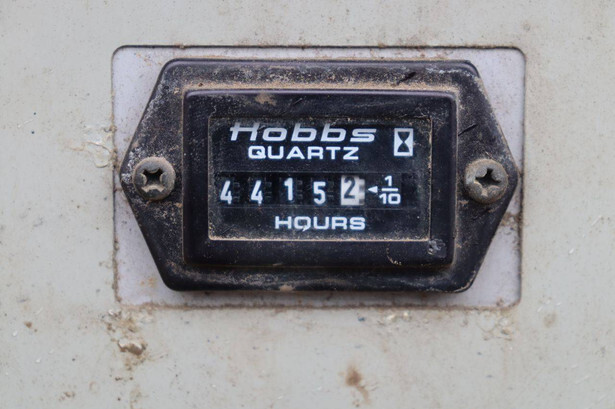 Hobbs
QUARTZ
44152 ◄ 1/10
HOURS